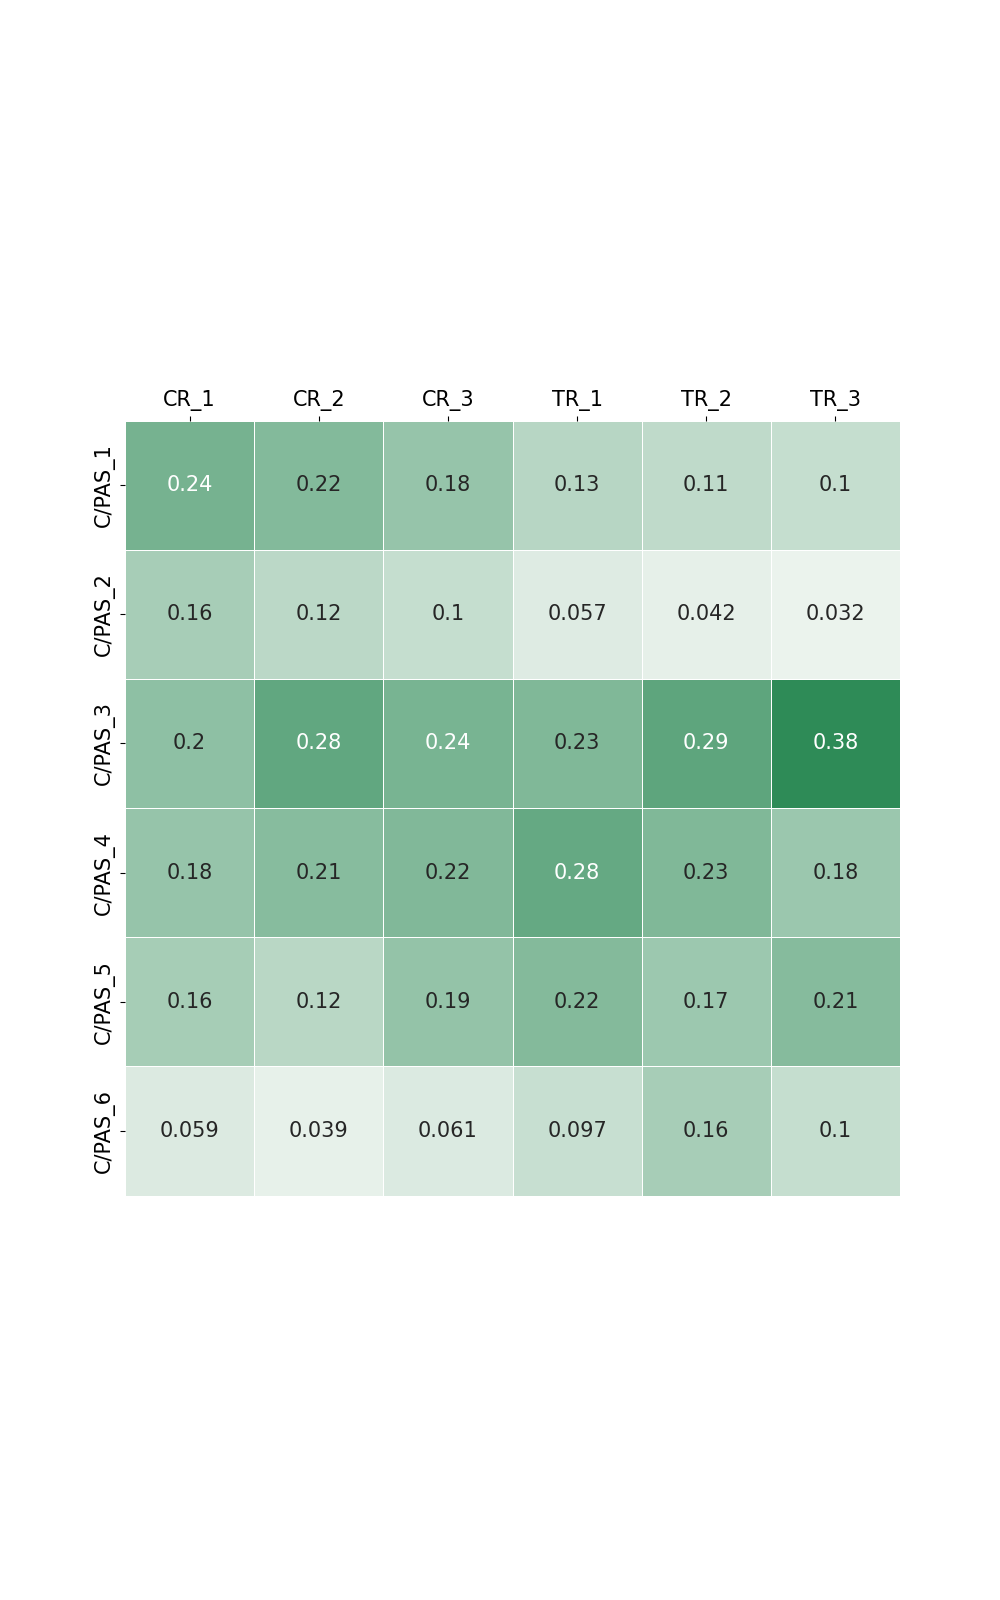 CR_1 CR_2 CR_3 TR_1 TR_2 TR_3
C/PAS_1 0.24 0.22 0.18 0.13 0.11 0.1
C/PAS_2 0.16 0.12 0.1 0.057 0.042 0.032
C/PAS_3 0.2 0.28 0.24 0.23 0.29 0.38
C/PAS_4 0.18 0.21 0.22 0.28 0.23 0.18
C/PAS_5 0.16 0.12 0.19 0.22 0.17 0.21
C/PAS_6 0.059 0.039 0.061 0.097 0.16 0.1